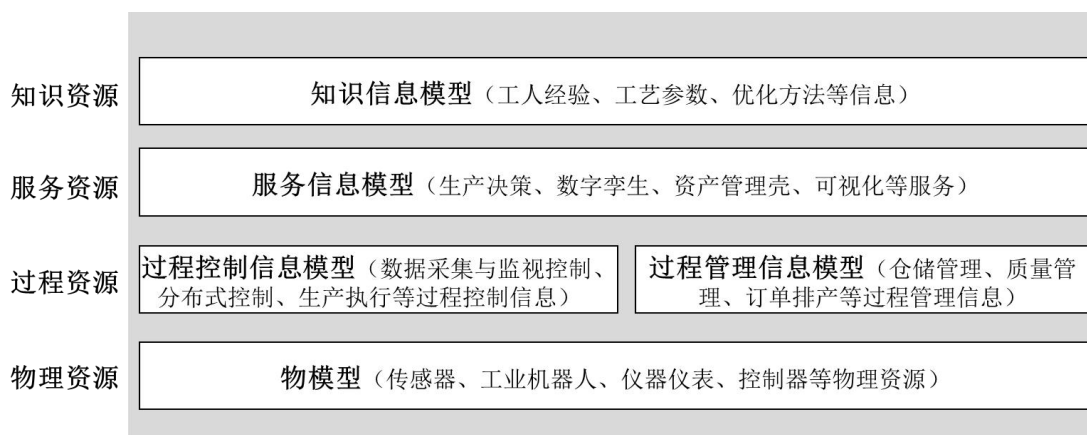 知识资源
知识信息模型（工人经验、工艺参数、优化方法等信息）
服务资源
服务信息模型（生产决策、数字孪生、资产管理壳、可视化等服务）
过程资源
过程控制信息模型（数据采集与监视控制、
分布式控制、生产执行等过程控制信息）
过程管理信息模型（仓储管理、质量管
理、订单排产等过程管理信息）
物理资源
物模型（传感器、工业机器人、仪器仪表、控制器等物理资源）